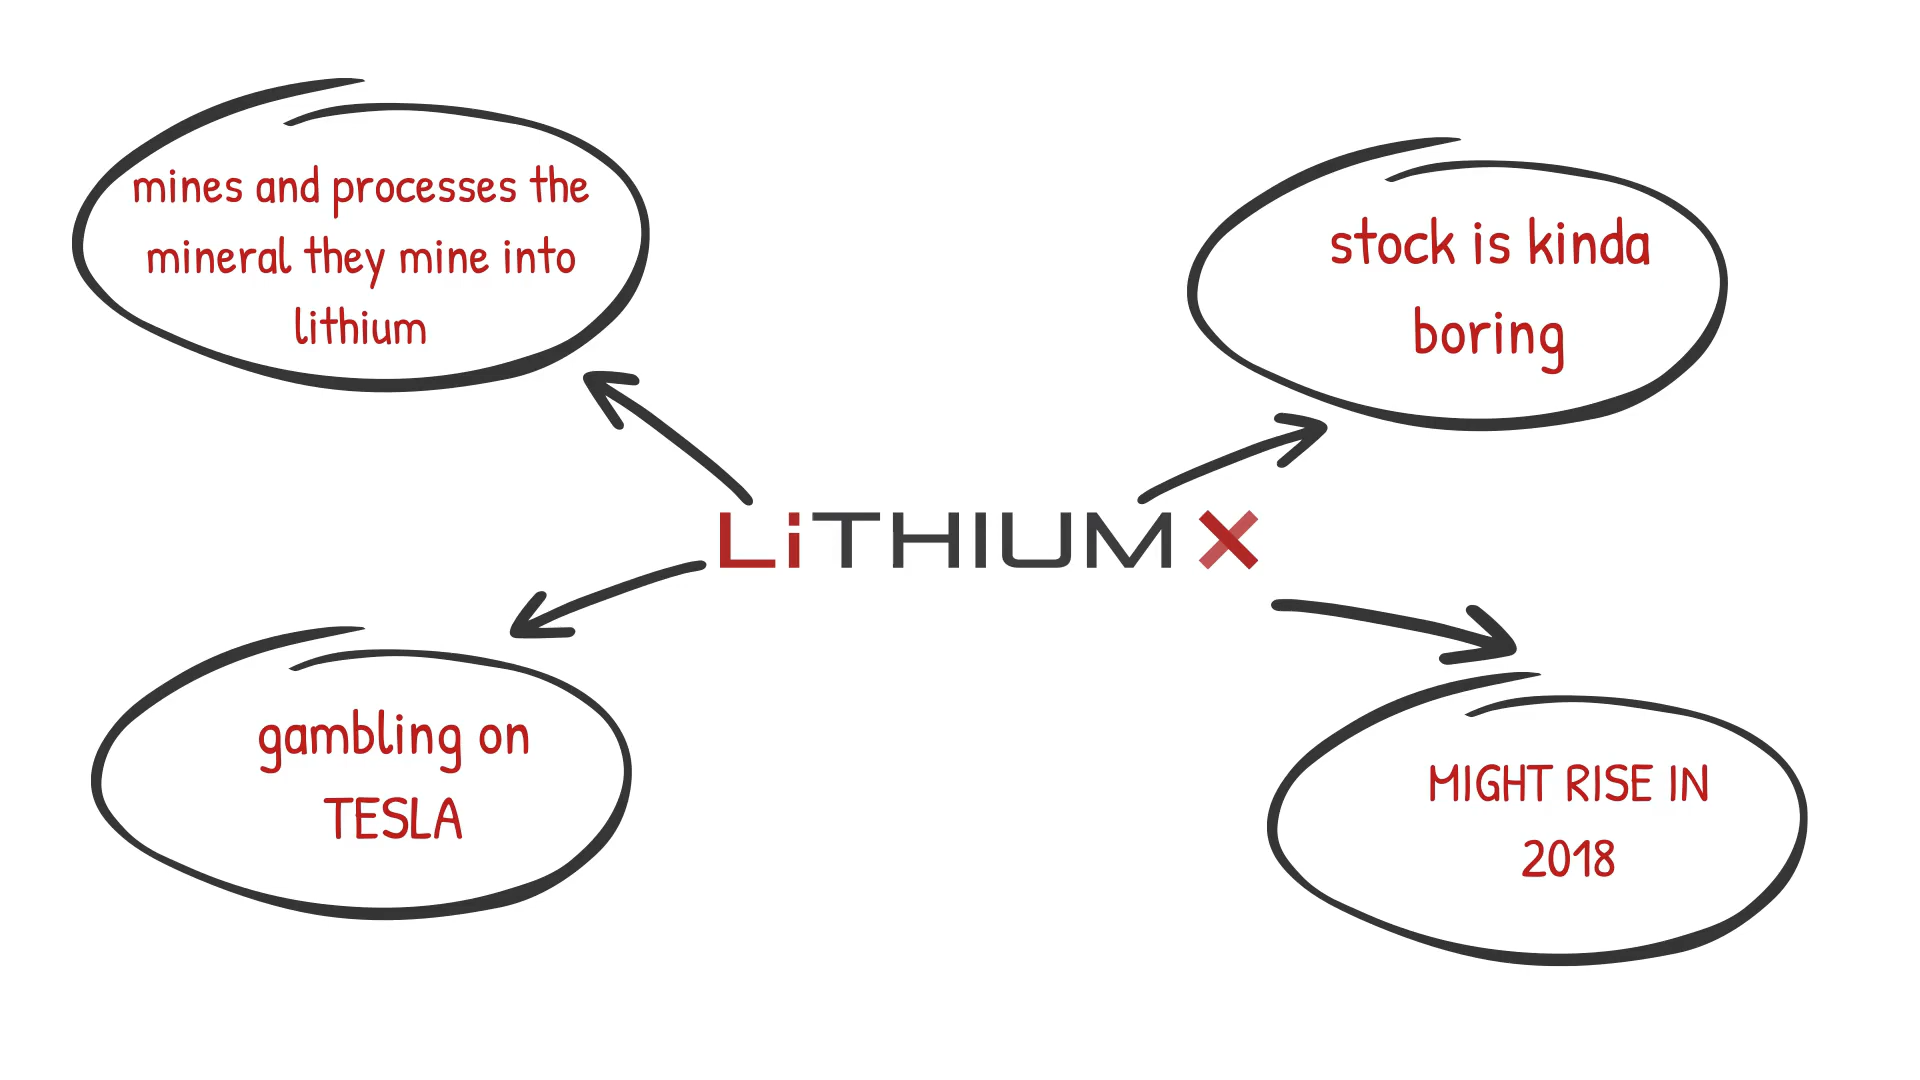 mines and processes the
mineral they mine into
lithium
stock is kinda
boring
LiTHIUM X
gambling on
TESLA
MIGHT RISE IN
2018